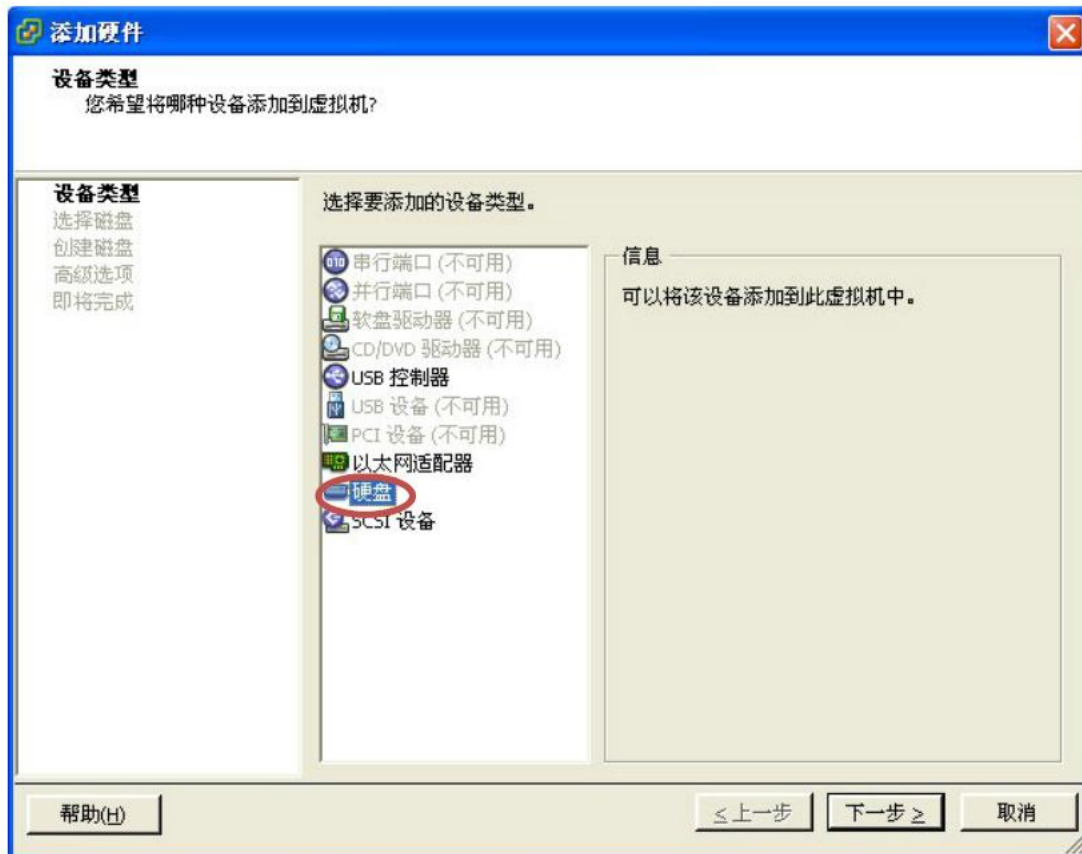 添加硬件
设备类型
您希望将哪种设备添加到虚拟机?
设备类型
选择磁盘
创建磁盘
高级选项
即将完成
选择要添加的设备类型。
串行端口 (不可用)
并行端口 (不可用)
软盘驱动器 (不可用)
CD/DVD 驱动器 (不可用)
USB 控制器
USB 设备 (不可用)
PCI 设备 (不可用)
以太网适配器
硬盘
SCSI 设备
信息
可以将该设备添加到此虚拟机中。
帮助(H)
≤上一步
下一步 ≥
取消